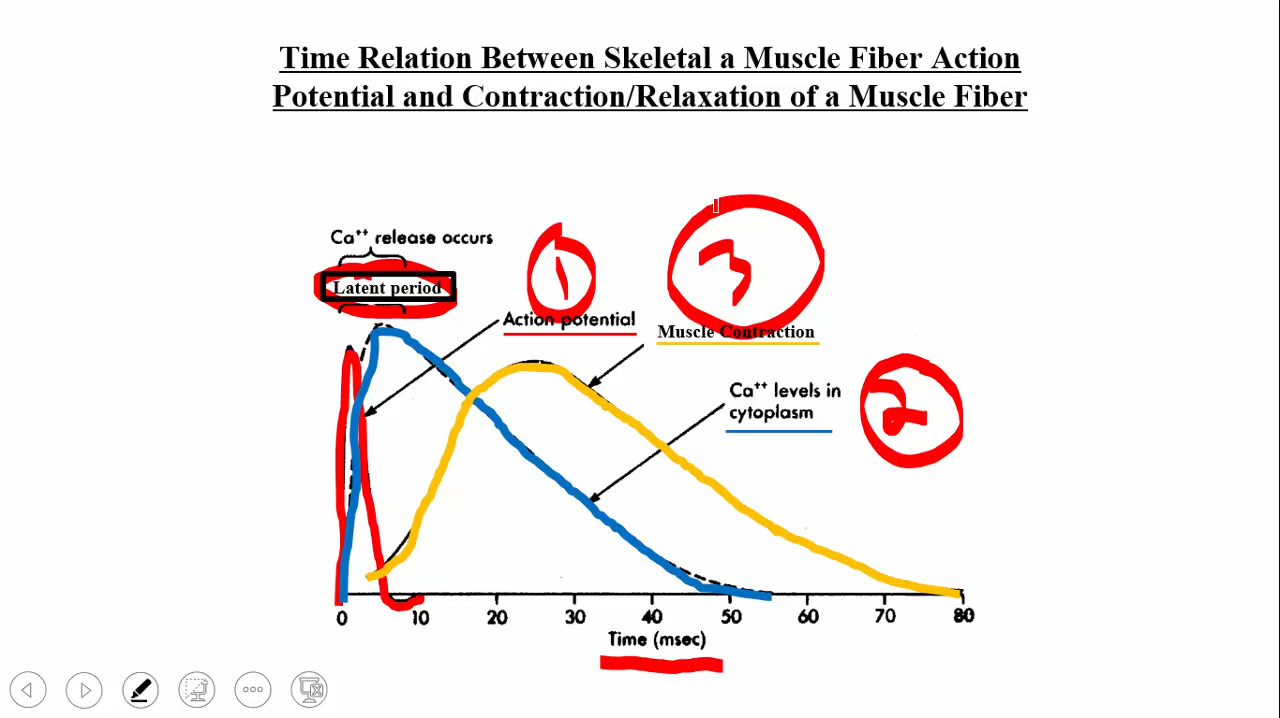 Time Relation Between Skeletal a Muscle Fiber Action
Potential and Contraction/Relaxation of a Muscle Fiber
Ca⁺⁺ release occurs
Latent period
1
3
Action potential
Muscle Contraction
Ca⁺⁺ levels in
cytoplasm
2
0 10 20 30 40 50 60 70 80
Time (msec)